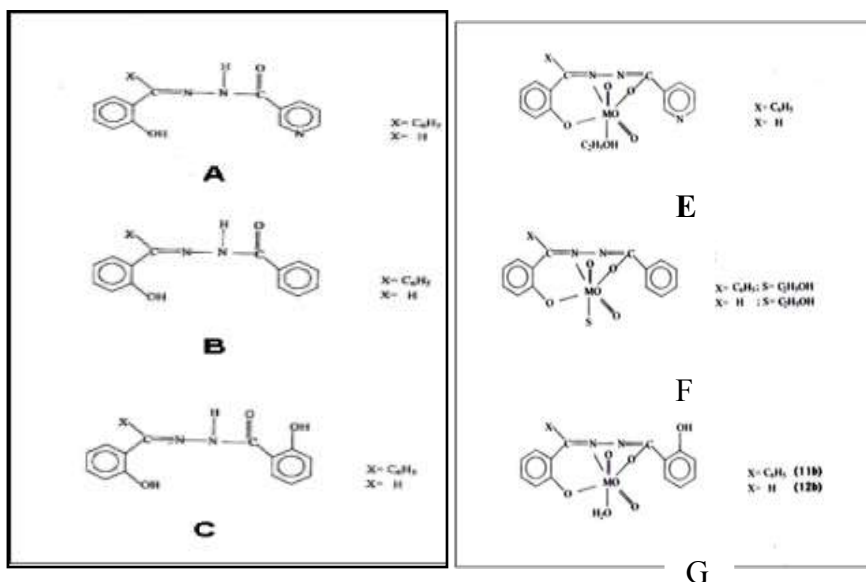 H
O
X
C
N
N
C
OH
N
X= C₆H₅
X= H
A
H
O
X
C
N
N
C
OH
X= C₆H₅
X= H
B
H
O
OH
X
C
N
N
C
OH
X= C₆H₅
X= H
C
X
C
N
N
C
O
O
MO
O
O
N
C₂H₅OH
X= C₆H₅
X= H
E
X
C
N
N
C
O
O
MO
O
O
S
X= C₆H₅; S= C₂H₅OH
X= H ; S= C₂H₅OH
F
OH
X
C
N
N
C
O
O
MO
O
O
H₂O
X= C₆H₅ (11b)
X= H (12b)
G